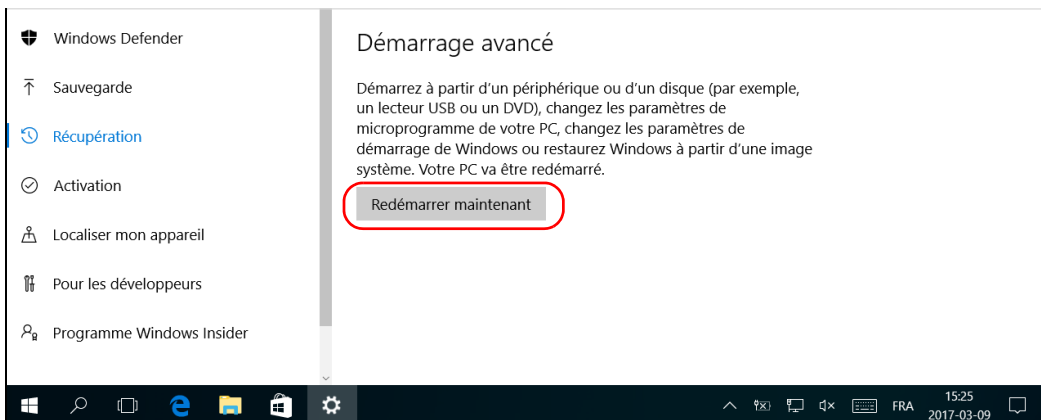 Windows Defender
Sauvegarde
Récupération
Activation
Localiser mon appareil
Pour les développeurs
Programme Windows Insider
Démarrage avancé
Démarrez à partir d'un périphérique ou d'un disque (par exemple,
un lecteur USB ou un DVD), changez les paramètres de
microprogramme de votre PC, changez les paramètres de
démarrage de Windows ou restaurez Windows à partir d'une image
système. Votre PC va être redémarré.
Redémarrer maintenant
FRA
15:25
2017-03-09